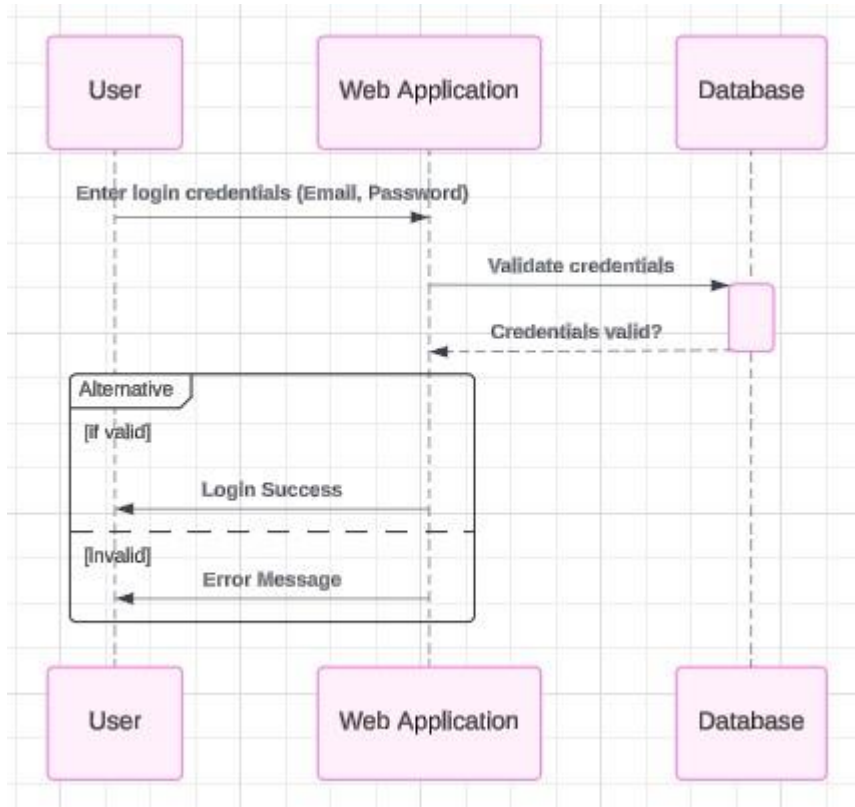 User
Web Application
Database
Enter login credentials (Email, Password)
Validate credentials
Credentials valid?
Alternative
[If valid]
Login Success
[Invalid]
Error Message
User
Web Application
Database